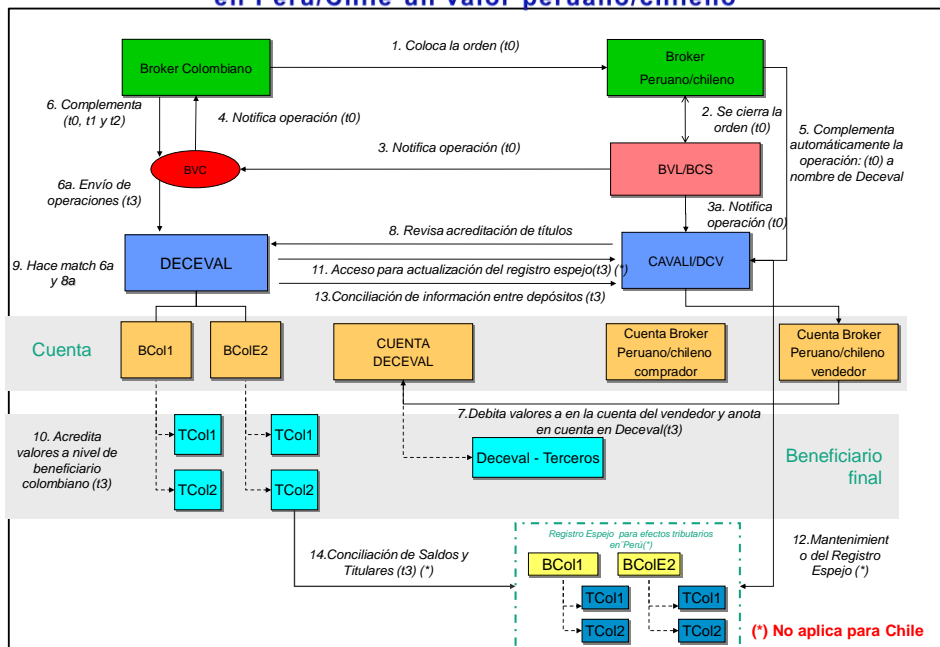 en Perú/Chile un valor peruano/chileno
1. Coloca la orden (t0)
Broker Colombiano
Broker
Peruano/chileno
6. Complementa
(t0, t1 y t2)
4. Notifica operación (t0)
2. Se cierra la
orden (t0)
5. Complementa
automáticamente la
operación: (t0) a
nombre de Deceval
3. Notifica operación (t0)
BVC
BVL/BCS
6a. Envío de
operaciones (t3)
3a. Notifica
operación (t0)
8. Revisa acreditación de títulos
9. Hace match 6a
y 8a
DECEVAL
CAVALI/DCV
11. Acceso para actualización del registro espejo(t3) (*)
13.Conciliación de información entre depósitos (t3)
Cuenta
BCol1
BColE2
CUENTA
DECEVAL
Cuenta Broker
Peruano/chileno
comprador
Cuenta Broker
Peruano/chileno
vendedor
7.Debita valores a en la cuenta del vendedor y anota
en cuenta en Deceval(t3)
10. Acredita
valores a nivel de
beneficiario
colombiano (t3)
TCol1
TCol1
TCol2
TCol2
Deceval - Terceros
Beneficiario
final
14.Conciliación de Saldos y
Titulares (t3) (*)
Registro Espejo para efectos tributarios
en Perú(*)
BCol1
BColE2
TCol1
TCol1
TCol2
TCol2
12.Mantenimient
o del Registro
Espejo (*)
(*) No aplica para Chile